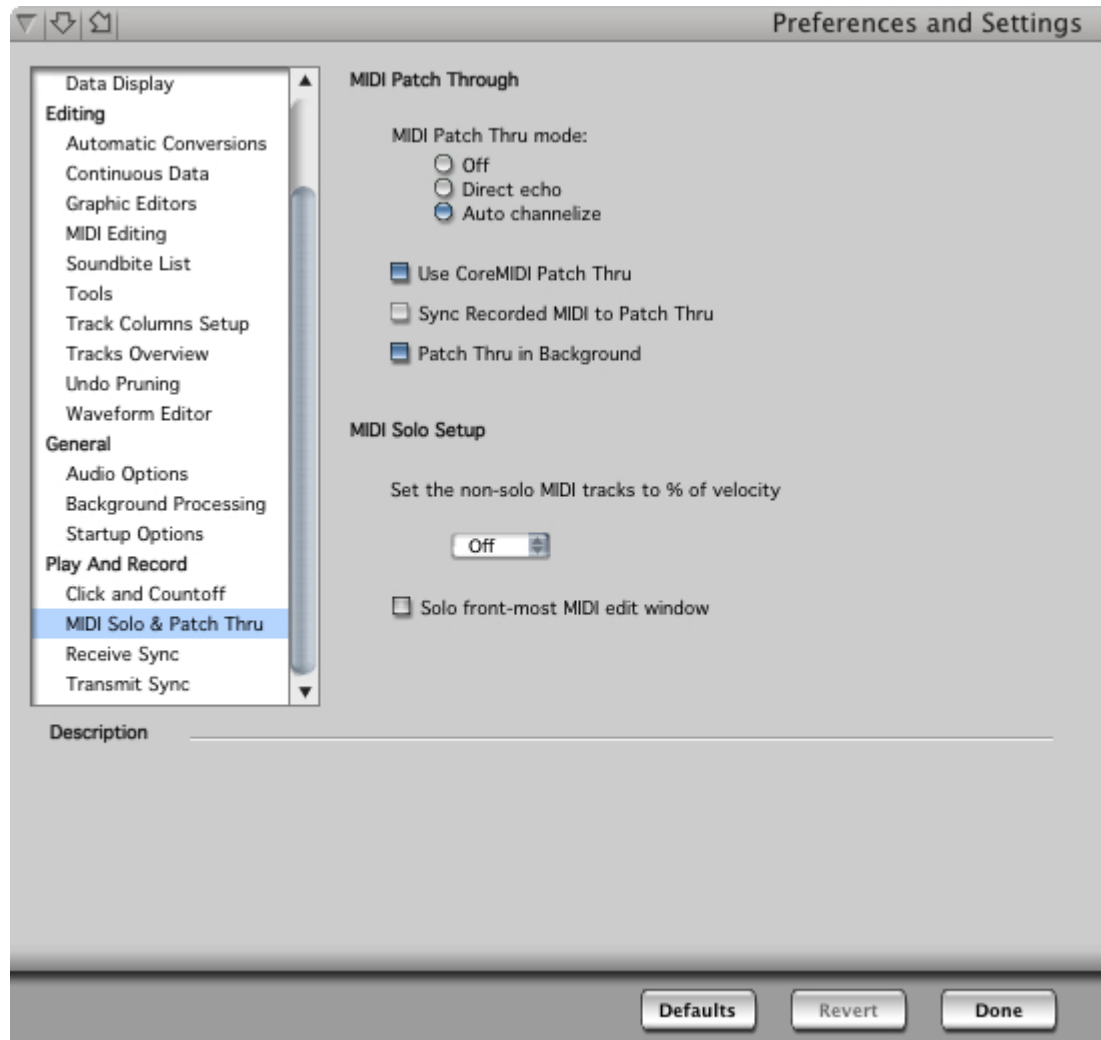 Preferences and Settings
Data Display
Editing
Automatic Conversions
Continuous Data
Graphic Editors
MIDI Editing
Soundbite List
Tools
Track Columns Setup
Tracks Overview
Undo Pruning
Waveform Editor
General
Audio Options
Background Processing
Startup Options
Play And Record
Click and Countoff
MIDI Solo & Patch Thru
Receive Sync
Transmit Sync
MIDI Patch Through
MIDI Patch Thru mode:
Off
Direct echo
Auto channelize
Use CoreMIDI Patch Thru
Sync Recorded MIDI to Patch Thru
Patch Thru in Background
MIDI Solo Setup
Set the non-solo MIDI tracks to % of velocity
Off
Solo front-most MIDI edit window
Description
Defaults
Revert
Done